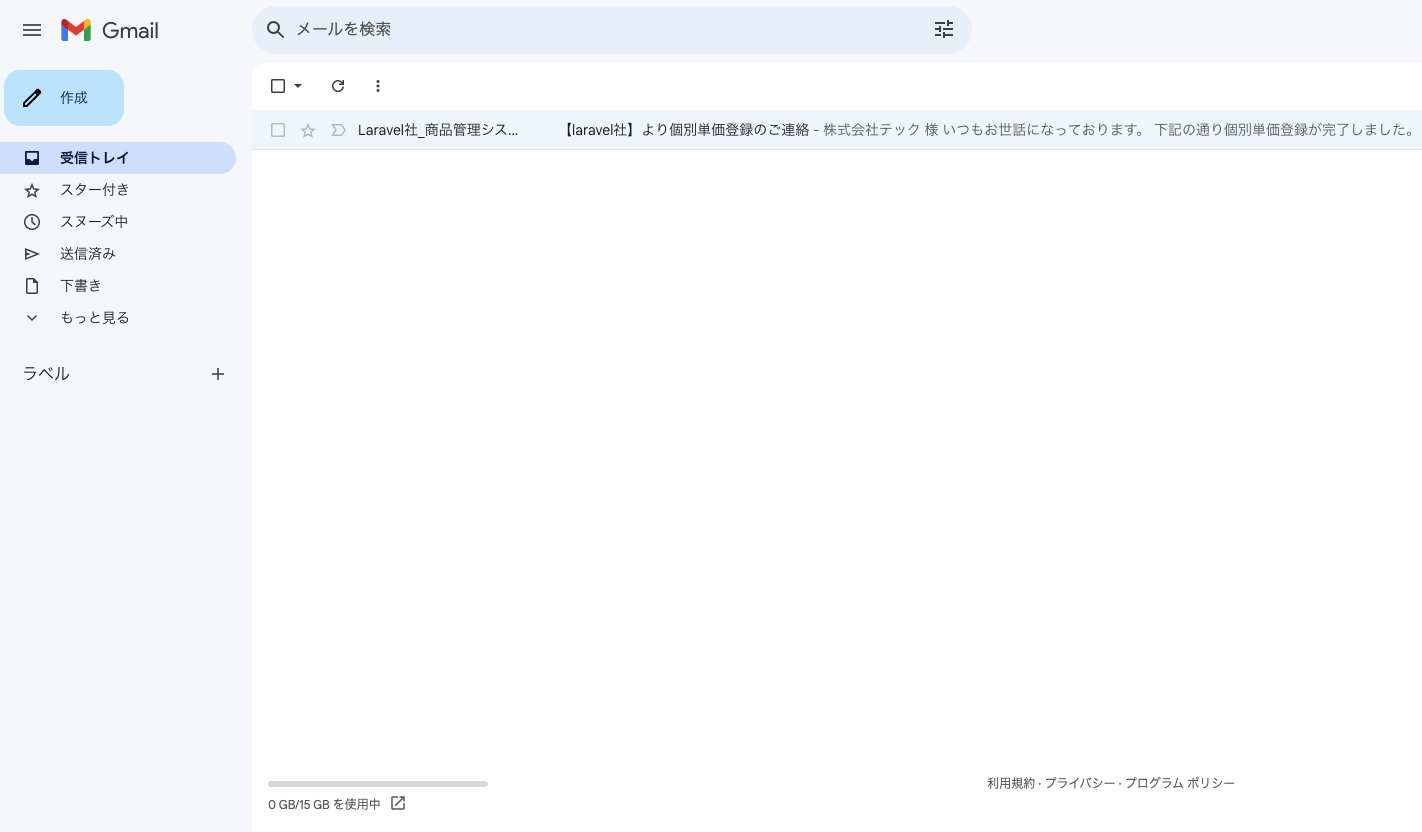 Gmail
メールを検索
作成
受信トレイ
スター付き
スヌーズ中
送信済み
下書き
もっと見る
ラベル
Laravel社_商品管理シス... 【laravel社】より個別単価登録のご連絡 - 株式会社テック 様 いつもお世話になっております。 下記の通り個別単価登録が完了しました。
0 GB/15 GB を使用中
利用規約 · プライバシー · プログラム ポリシー